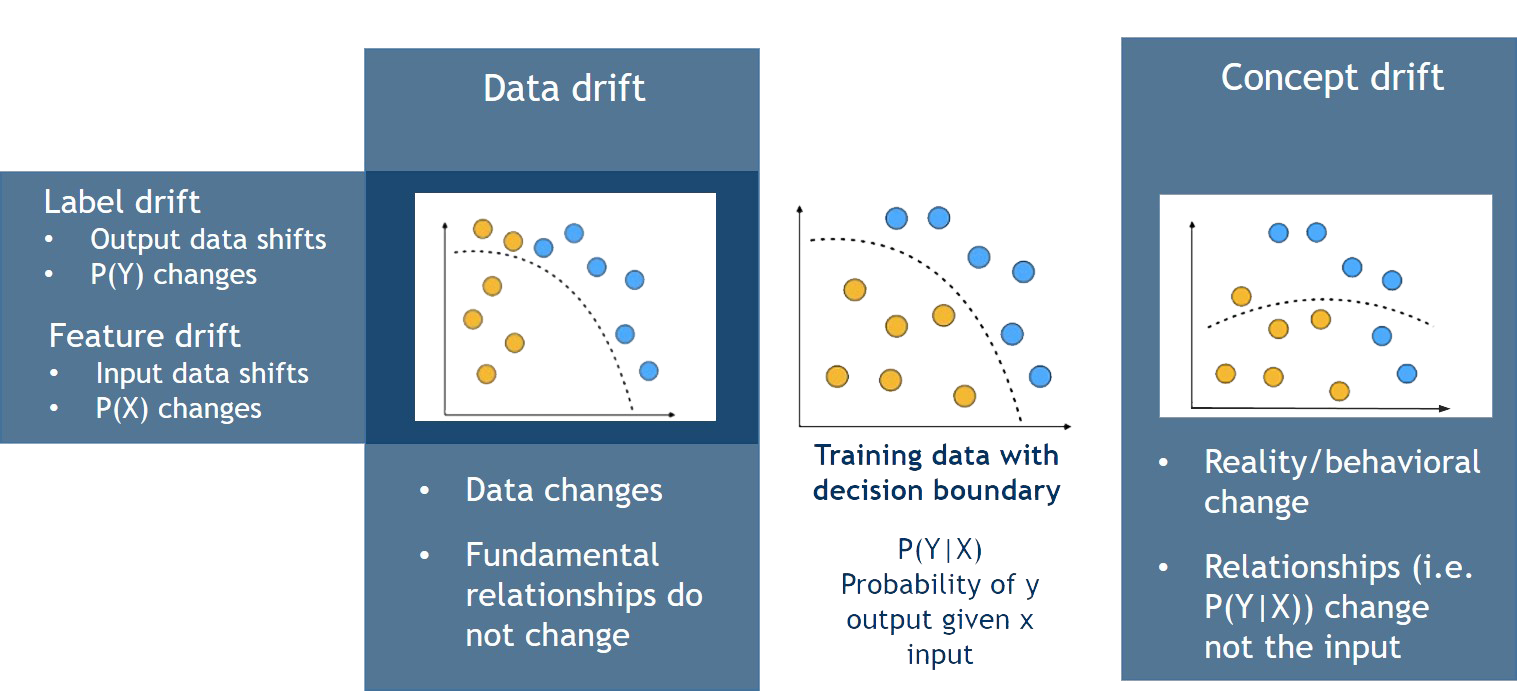 Data drift
Concept drift
Label drift
• Output data shifts
• P(Y) changes
Feature drift
• Input data shifts
• P(X) changes
• Data changes
• Fundamental
relationships do
not change
Training data with
decision boundary
P(Y|X)
Probability of y
output given x
input
• Reality/behavioral
change
• Relationships (i.e.
P(Y|X)) change
not the input